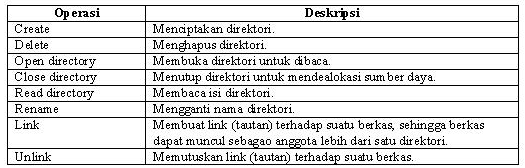 Operasi Deskripsi
Create Menciptakan direktori.
Delete Menghapus direktori.
Open directory Membuka direktori untuk dibaca.
Close directory Menutup direktori untuk mendealokasi sumber daya.
Read directory Membaca isi direktori.
Rename Mengganti nama direktori.
Link Membuat link (tautan) terhadap suatu berkas, sehingga berkas
dapat muncul sebagao anggota lebih dari satu direktori.
Unlink Memutuskan link (tautan) terhadap suatu berkas.